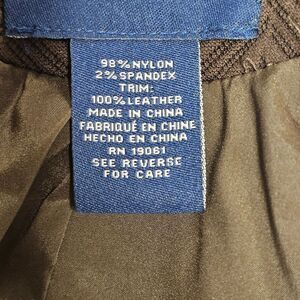 98% NYLON
2% SPANDEX
TRIM:
100% LEATHER
MADE IN CHINA
FABRIQUÉ EN CHINE
HECHO EN CHINA
RN 19061
SEE REVERSE
FOR CARE